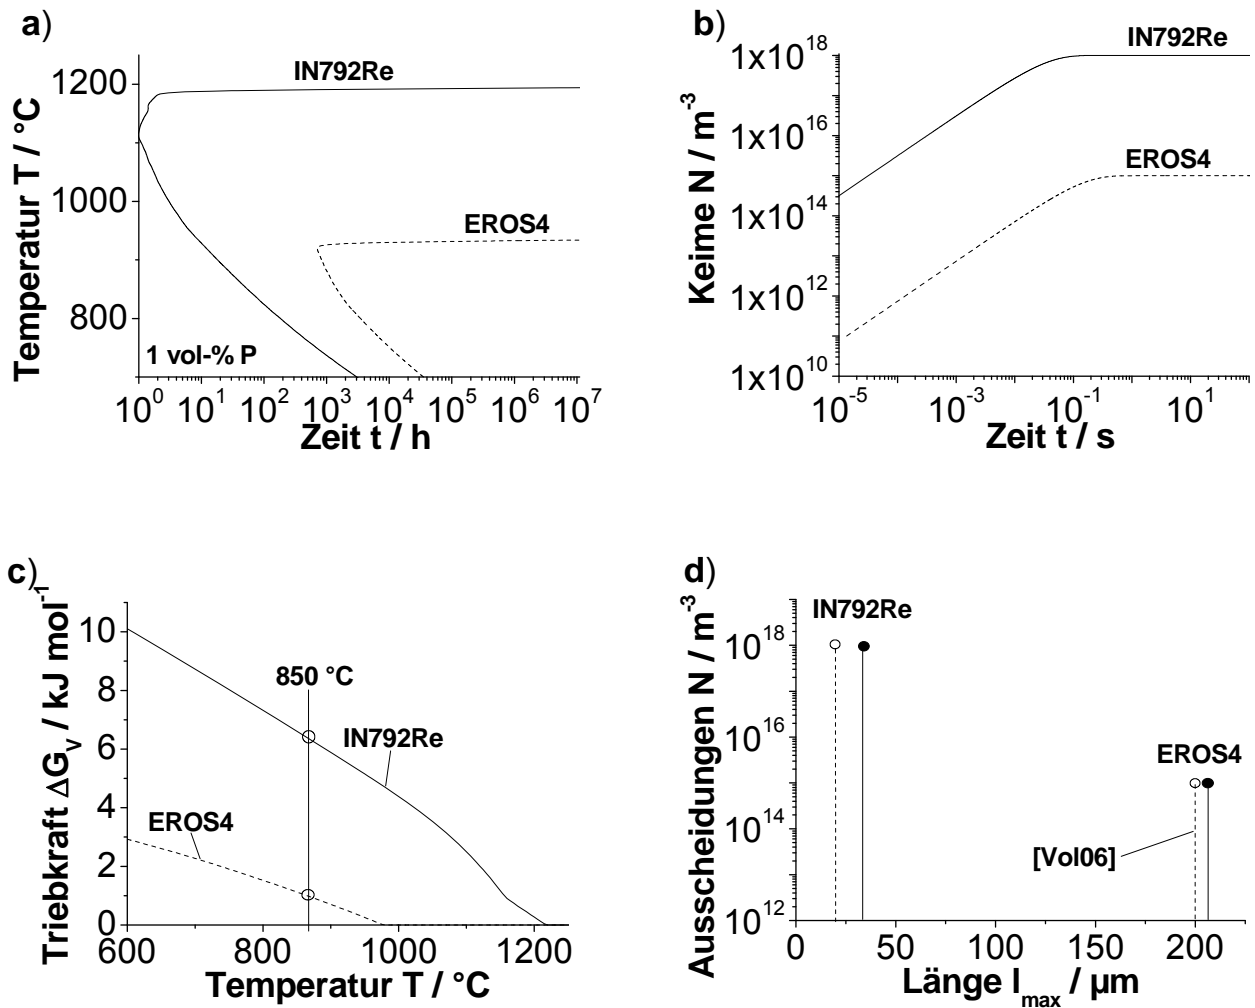 a)
IN792Re
EROS4
1 vol-% P
Temperatur T / °C
1200
1000
800
10^0 10^1 10^2 10^3 10^4 10^5 10^6 10^7
Zeit t / h
b)
IN792Re
EROS4
Keime N / m^-3
1x10^18
1x10^16
1x10^14
1x10^12
1x10^10
10^-5 10^-3 10^-1 10^1
Zeit t / s
c)
850 °C
IN792Re
EROS4
Triebkraft ΔG_V / kJ mol^-1
10
8
6
4
2
0
600 800 1000 1200
Temperatur T / °C
d)
IN792Re
EROS4
[Vol06]
Ausscheidungen N / m^-3
10^18
10^16
10^14
10^12
0 50 100 150 200
Länge l_max / µm